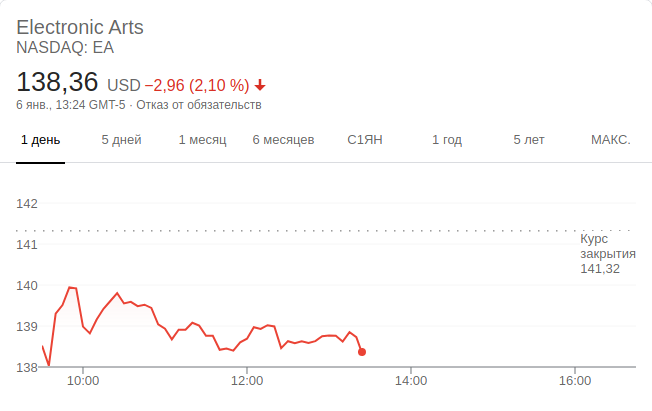 Electronic Arts
NASDAQ: EA
138,36 USD −2,96 (2,10 %)
6 янв., 13:24 GMT-5 · Отказ от обязательств
1 день 5 дней 1 месяц 6 месяцев С1ЯН 1 год 5 лет МАКС.
142
141
140
139
138
Курс
закрытия
141,32
10:00 12:00 14:00 16:00